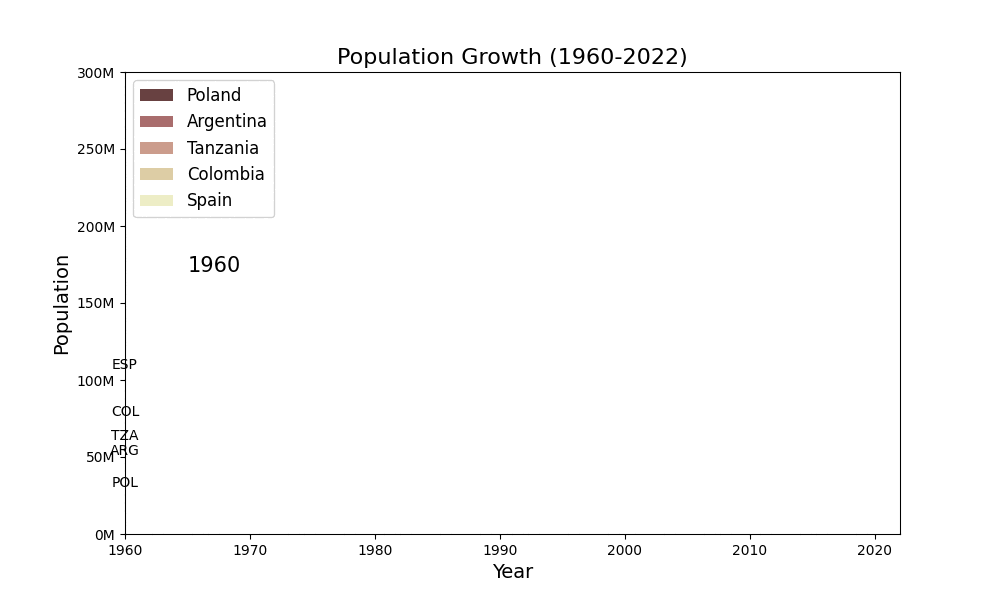 Population Growth (1960-2022)
300M
250M
200M
150M
100M
50M
0M
Population
Poland
Argentina
Tanzania
Colombia
Spain
1960
ESP
COL
TZA
ARG
POL
1960 1970 1980 1990 2000 2010 2020
Year